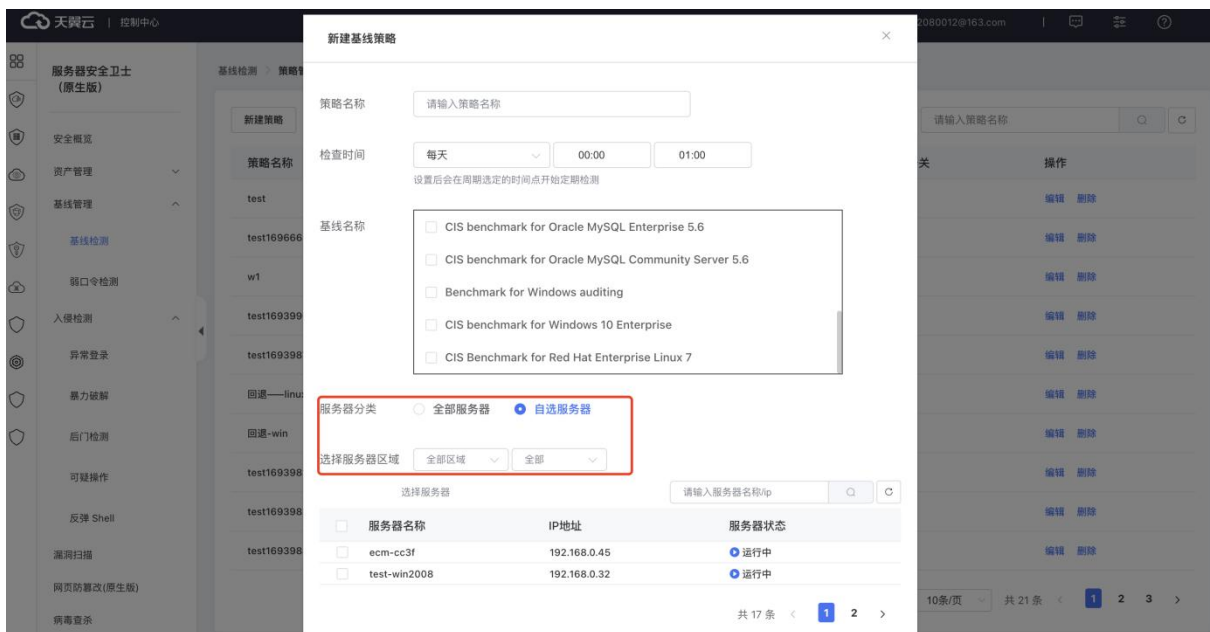 天翼云 | 控制中心
2080012@163.com
服务器安全卫士
（原生版）
安全概览
资产管理
基线管理
基线检测
弱口令检测
入侵检测
异常登录
暴力破解
后门检测
可疑操作
反弹 Shell
漏洞扫描
网页防篡改(原生版)
病毒查杀
基线检测 > 策略管
新建策略
请输入策略名称
策略名称
关
操作
test
编辑 删除
test169666
编辑 删除
w1
编辑 删除
test169399
编辑 删除
test169398
编辑 删除
回退——linu
编辑 删除
回退-win
编辑 删除
test169398
编辑 删除
test169398
编辑 删除
test169398
编辑 删除
10条/页 共 21 条 < 1 2 3 >
新建基线策略
策略名称
请输入策略名称
检查时间
每天
00:00
01:00
设置后会在周期选定的时间点开始定期检测
基线名称
CIS benchmark for Oracle MySQL Enterprise 5.6
CIS benchmark for Oracle MySQL Community Server 5.6
Benchmark for Windows auditing
CIS benchmark for Windows 10 Enterprise
CIS Benchmark for Red Hat Enterprise Linux 7
服务器分类
全部服务器
自选服务器
选择服务器区域
全部区域
全部
选择服务器
请输入服务器名称/ip
服务器名称 IP地址 服务器状态
ecm-cc3f 192.168.0.45 运行中
test-win2008 192.168.0.32 运行中
共 17 条 < 1 2 >